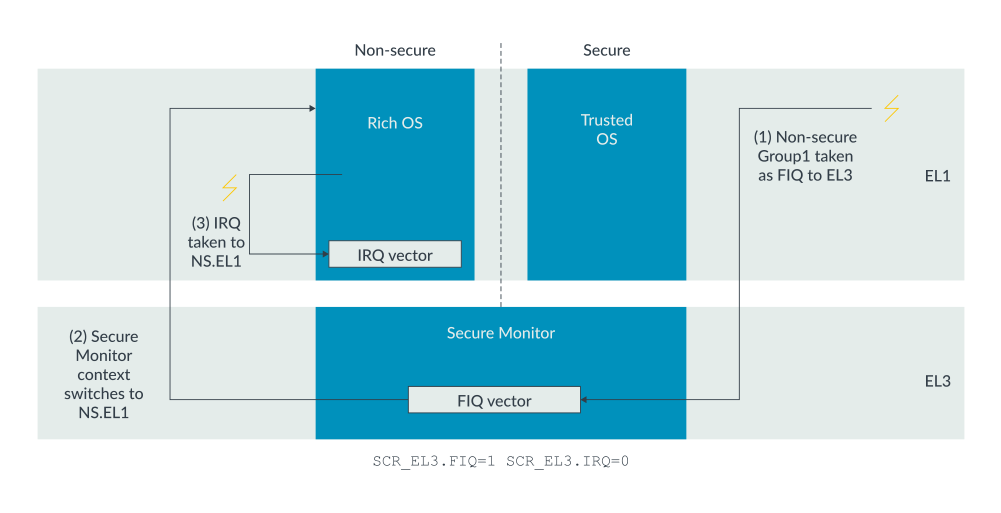 Non-secure
Secure
Rich OS
Trusted
OS
(1) Non-secure
Group1 taken
as FIQ to EL3
EL1
(3) IRQ
taken to
NS.EL1
IRQ vector
(2) Secure
Monitor
context
switches to
NS.EL1
Secure Monitor
EL3
FIQ vector
SCR_EL3.FIQ=1 SCR_EL3.IRQ=0